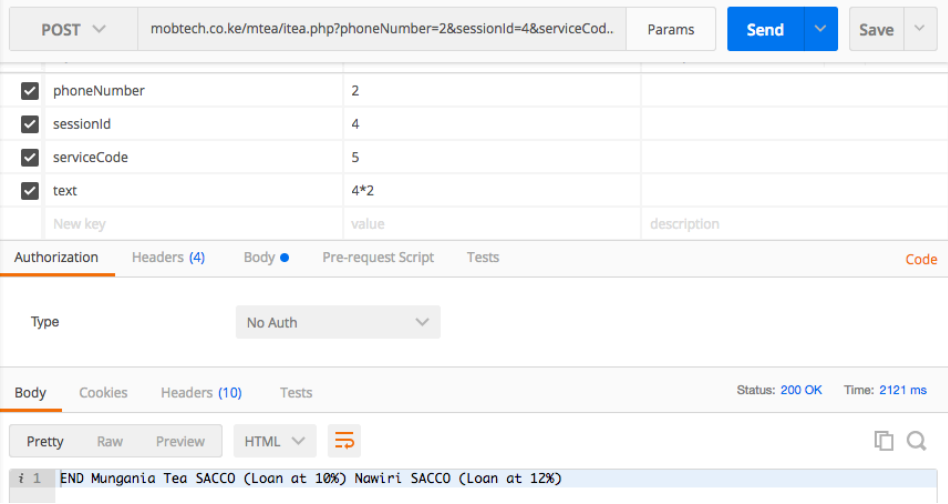 POST mobtech.co.ke/mtea/itea.php?phoneNumber=2&sessionId=4&serviceCod.. Params Send Save
phoneNumber 2
sessionId 4
serviceCode 5
text 4*2
New key value description
Authorization Headers (4) Body Pre-request Script Tests Code
Type No Auth
Body Cookies Headers (10) Tests Status: 200 OK Time: 2121 ms
Pretty Raw Preview HTML
i 1 END Mungania Tea SACCO (Loan at 10%) Nawiri SACCO (Loan at 12%)